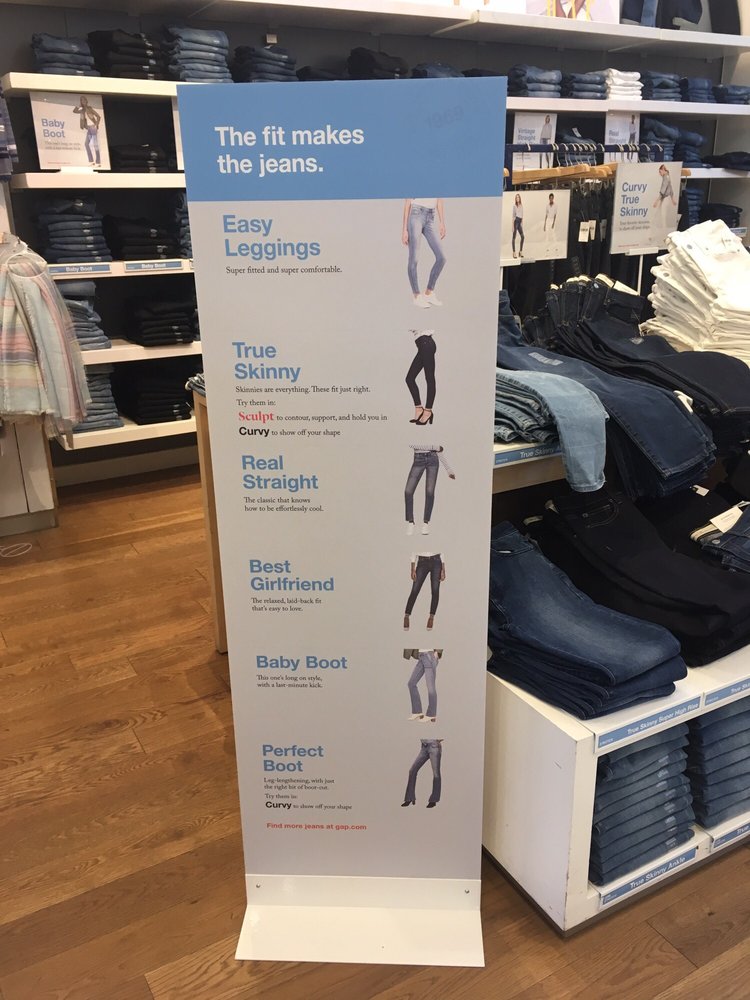 The fit makes
the jeans.
Easy
Leggings
Super fitted and super comfortable.
True
Skinny
Skinnies are everything. These fit just right.
Try them in:
Sculpt to contour, support, and hold you in
Curvy to show off your shape
Real
Straight
The classic that knows
how to be effortlessly cool.
Best
Girlfriend
The relaxed, laid-back fit
that's easy to love.
Baby Boot
This one's long on style,
with a last-minute kick.
Perfect
Boot
Leg-lengthening, with just
the right bit of boot-cut.
Try them in:
Curvy to show off your shape
Find more jeans at gap.com
Baby
Boot
Baby Boot
Baby Boot
Vintage
Straight
Real
Curvy
True
Skinny
True Skinny
True Skinny Super High Rise
True Skinny Ankle